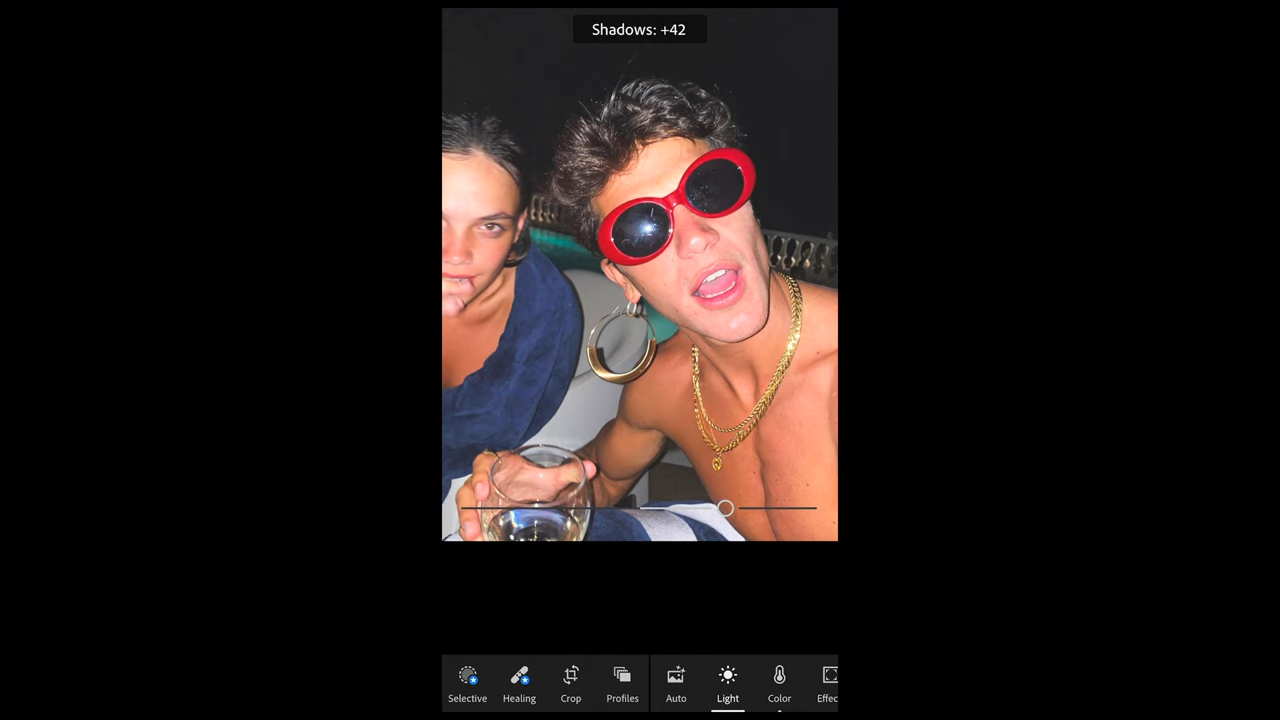 Shadows: +42
Selective
Healing
Crop
Profiles
Auto
Light
Color
Effec